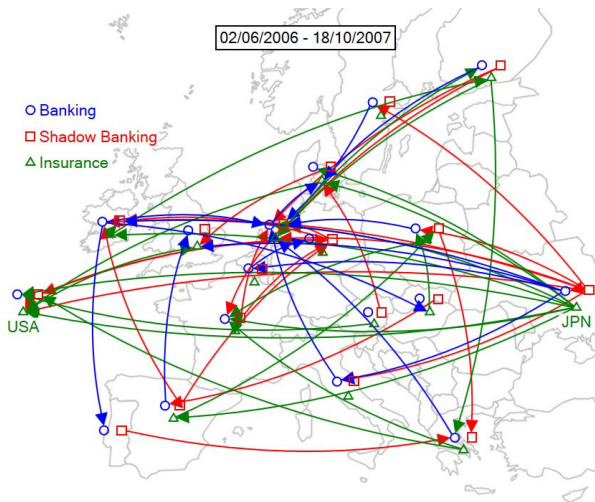 02/06/2006 - 18/10/2007
Banking
Shadow Banking
Insurance
USA
JPN